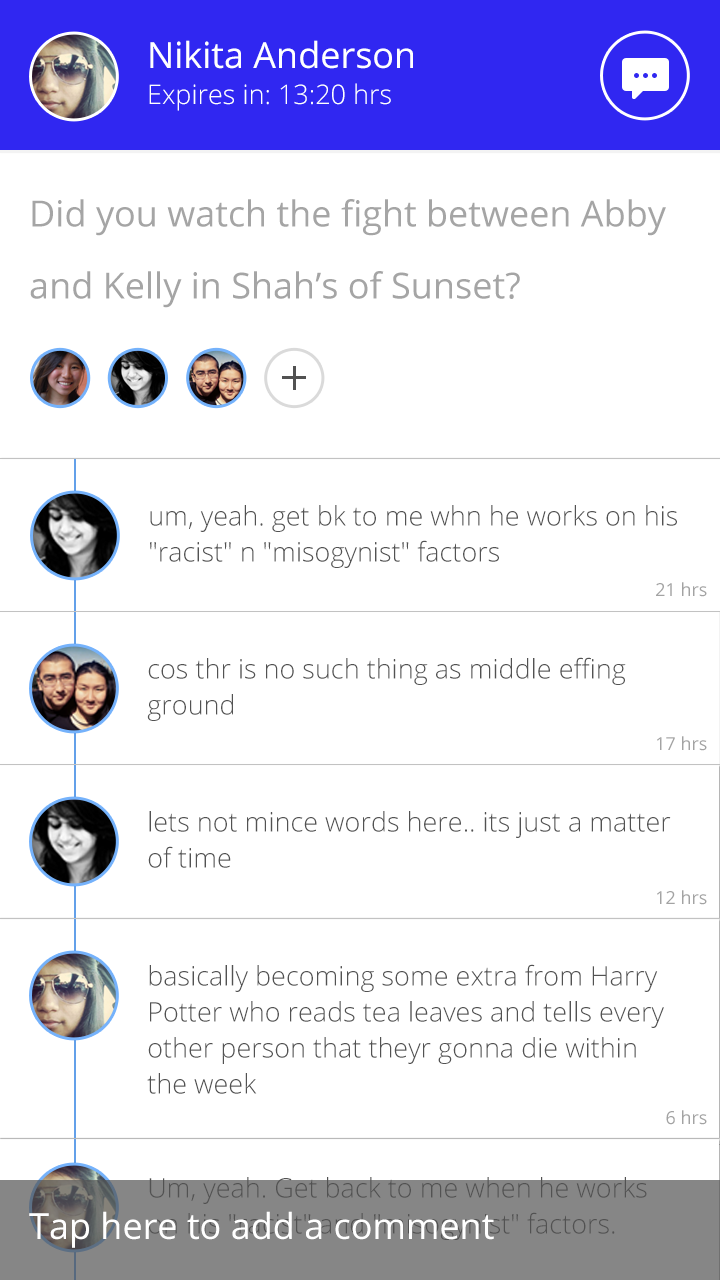 Nikita Anderson
Expires in: 13:20 hrs
Did you watch the fight between Abby
and Kelly in Shah’s of Sunset?
um, yeah. get bk to me whn he works on his
"racist" n "misogynist" factors
21 hrs
cos thr is no such thing as middle effing
ground
17 hrs
lets not mince words here.. its just a matter
of time
12 hrs
basically becoming some extra from Harry
Potter who reads tea leaves and tells every
other person that theyr gonna die within
the week
6 hrs
Um, yeah. Get back to me when he works
on his "racist" and "misogynist" factors.
Tap here to add a comment